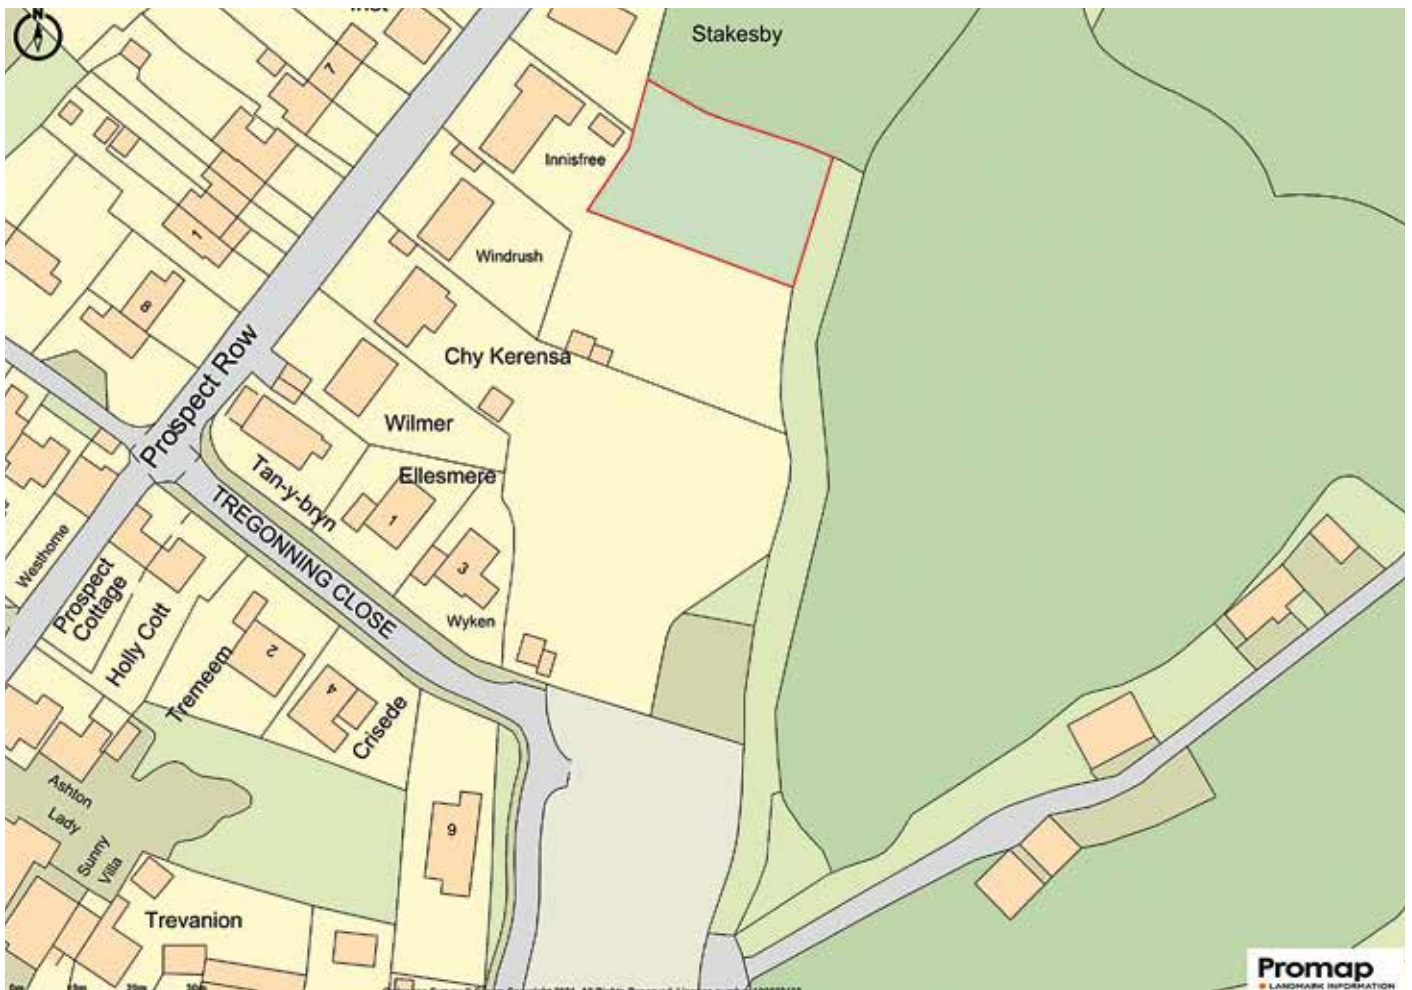 N
Stakesby
7
Innisfree
1
Windrush
8
Chy Kerensa
Prospect Row
Wilmer
Ellesmere
Tan-y-bryn
1
TREGONNING CLOSE
3
Westhome
Prospect
Cottage
Holly Cott
Wyken
Tremeem
2
4
Crisede
Ashton
Lady
Sunny
Villa
9
Trevanion
Promap
LANDMARK INFORMATION